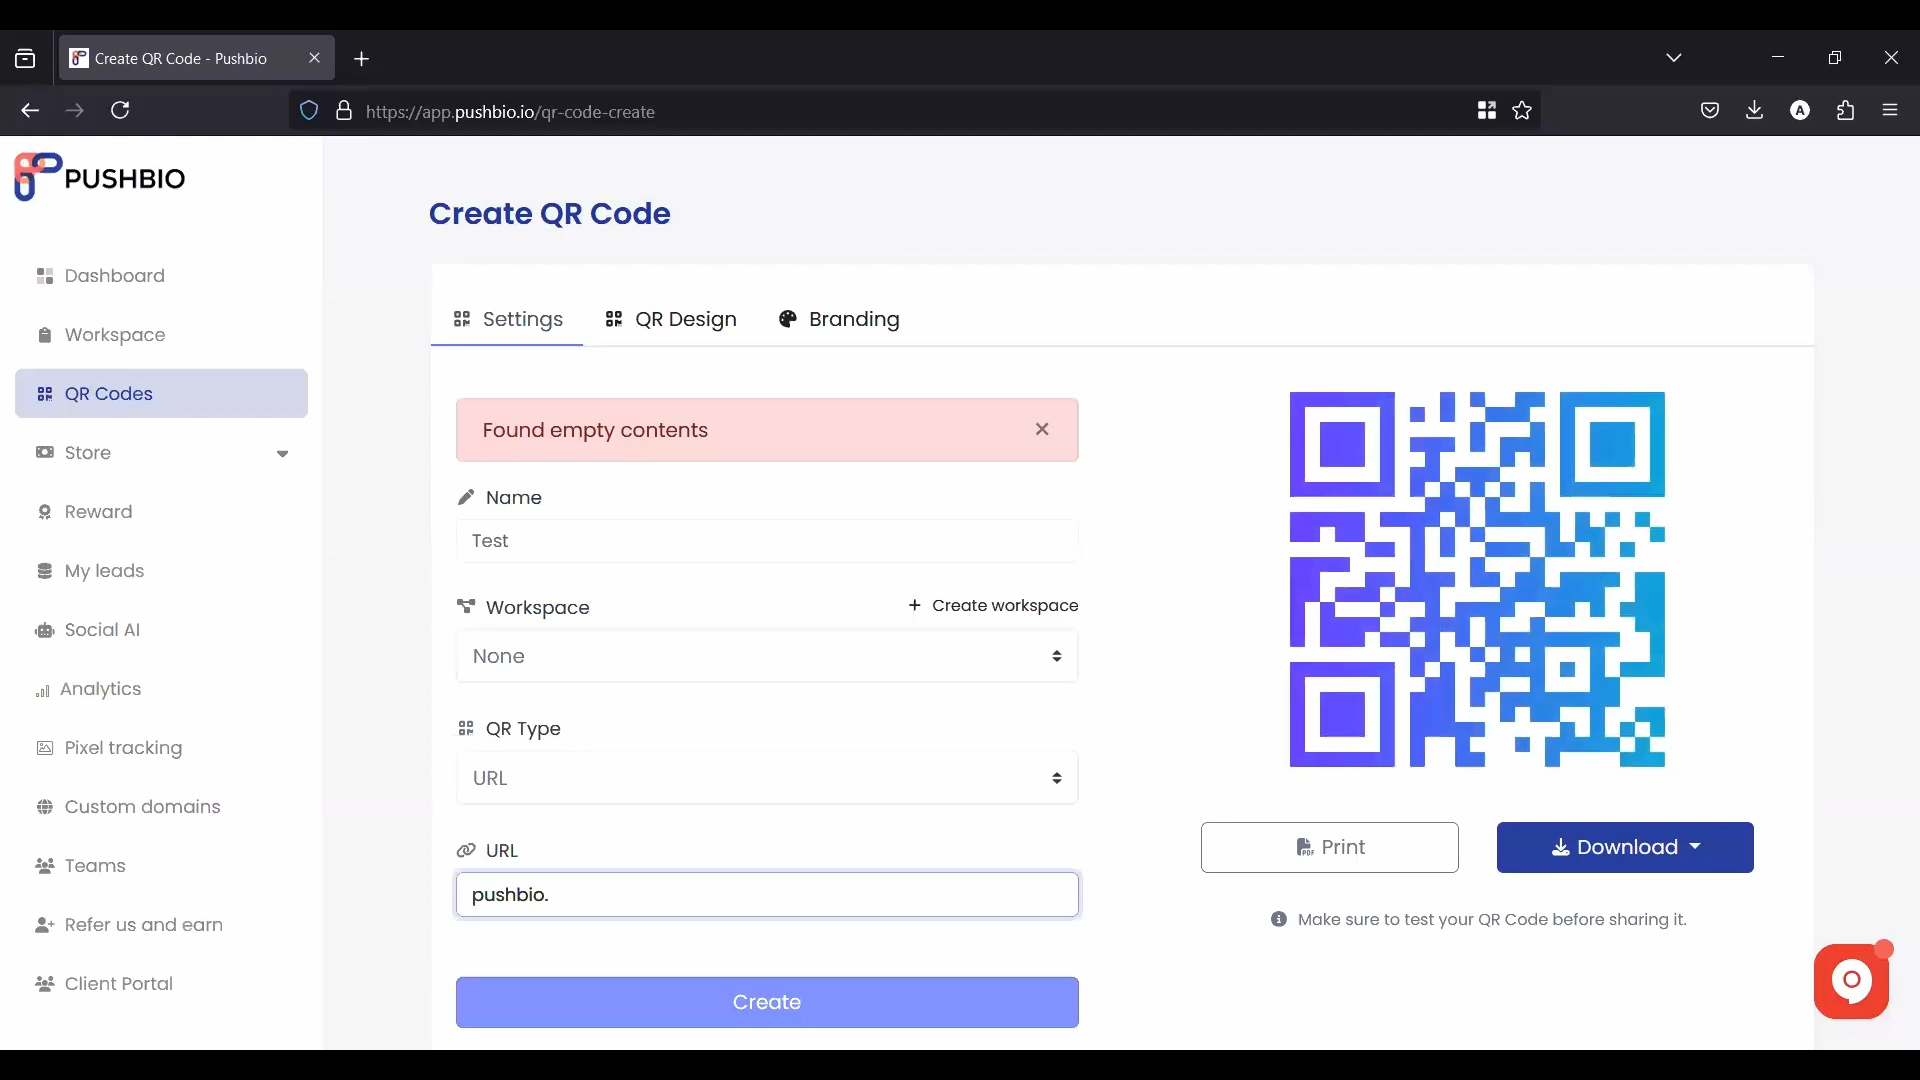 Create QR Code - Pushbio
https://app.pushbio.io/qr-code-create
A
PUSHBIO
Dashboard
Workspace
QR Codes
Store
Reward
My leads
Social AI
Analytics
Pixel tracking
Custom domains
Teams
Refer us and earn
Client Portal
Create QR Code
Settings
QR Design
Branding
Found empty contents
Name
Test
Workspace
+ Create workspace
None
QR Type
URL
URL
pushbio.
Create
Print
Download
Make sure to test your QR Code before sharing it.